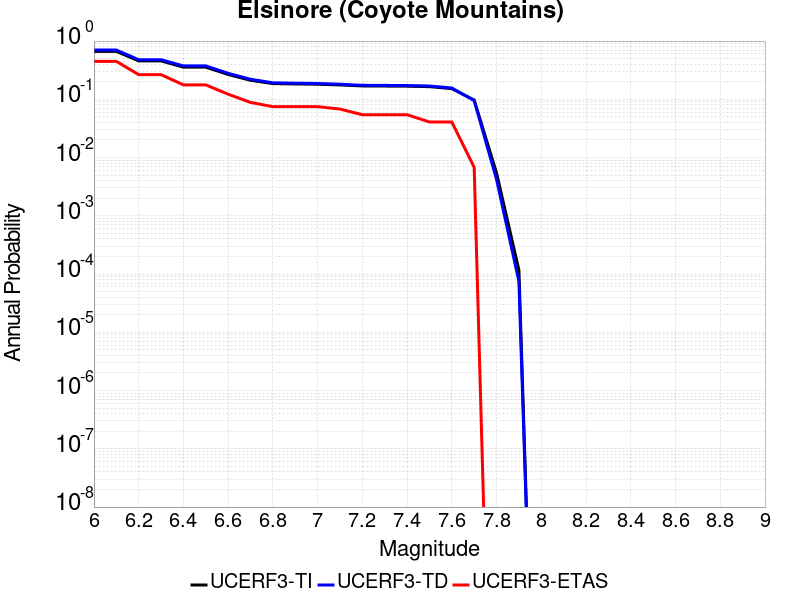 Elsinore (Coyote Mountains)
10^0
10^-1
10^-2
10^-3
10^-4
10^-5
10^-6
10^-7
10^-8
Annual Probability
6 6.2 6.4 6.6 6.8 7 7.2 7.4 7.6 7.8 8 8.2 8.4 8.6 8.8 9
Magnitude
UCERF3-TI UCERF3-TD UCERF3-ETAS